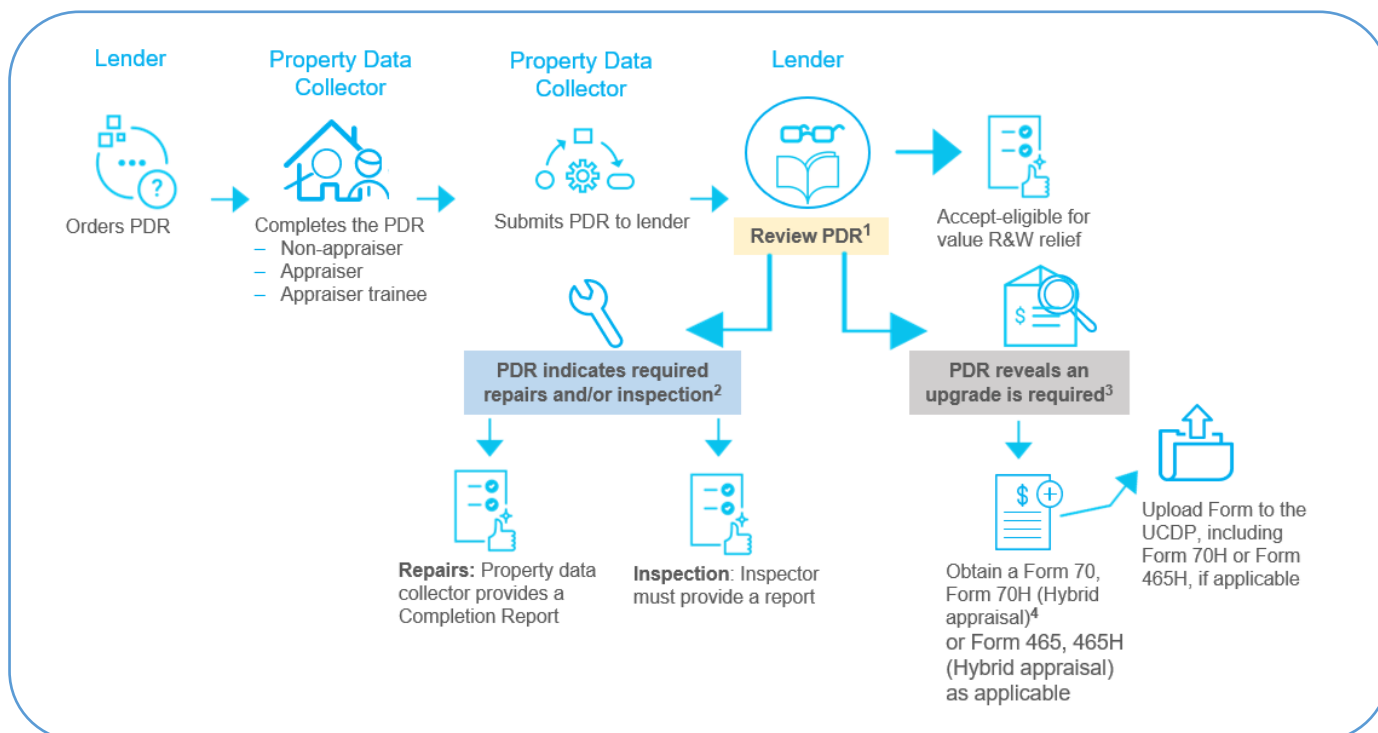 Lender
Property Data
Collector
Property Data
Collector
Lender
?
Orders PDR
Completes the PDR
– Non-appraiser
– Appraiser
– Appraiser trainee
Submits PDR to lender
Review PDR1
Accept-eligible for
value R&W relief
PDR indicates required
repairs and/or inspection2
$
PDR reveals an
upgrade is required3
Repairs: Property data
collector provides a
Completion Report
Inspection: Inspector
must provide a report
$ +
Obtain a Form 70,
Form 70H (Hybrid
appraisal)4
or Form 465, 465H
(Hybrid appraisal)
as applicable
Upload Form to the
UCDP, including
Form 70H or Form
465H, if applicable